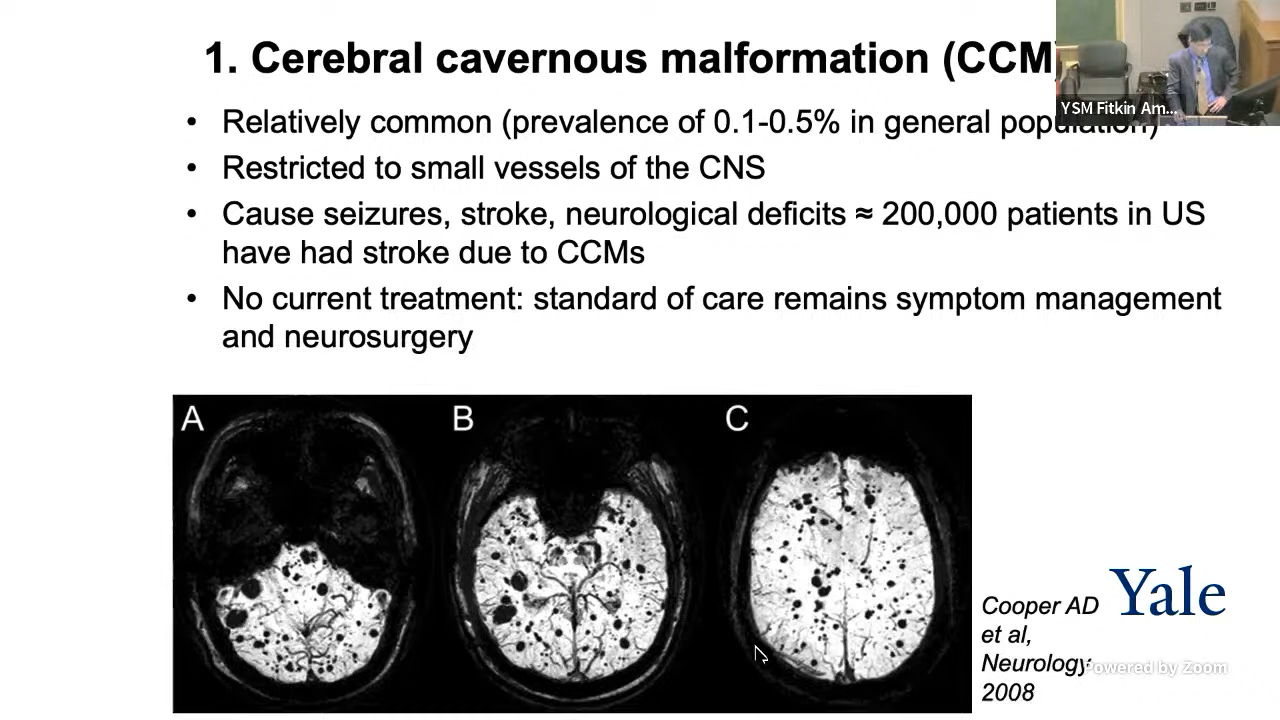 1. Cerebral cavernous malformation (CCM)
YSM Fitkin Am...
• Relatively common (prevalence of 0.1-0.5% in general population)
• Restricted to small vessels of the CNS
• Cause seizures, stroke, neurological deficits ≈ 200,000 patients in US
have had stroke due to CCMs
• No current treatment: standard of care remains symptom management
and neurosurgery
A
B
C
Cooper AD
et al,
Neurology
2008
Yale
Powered by Zoom